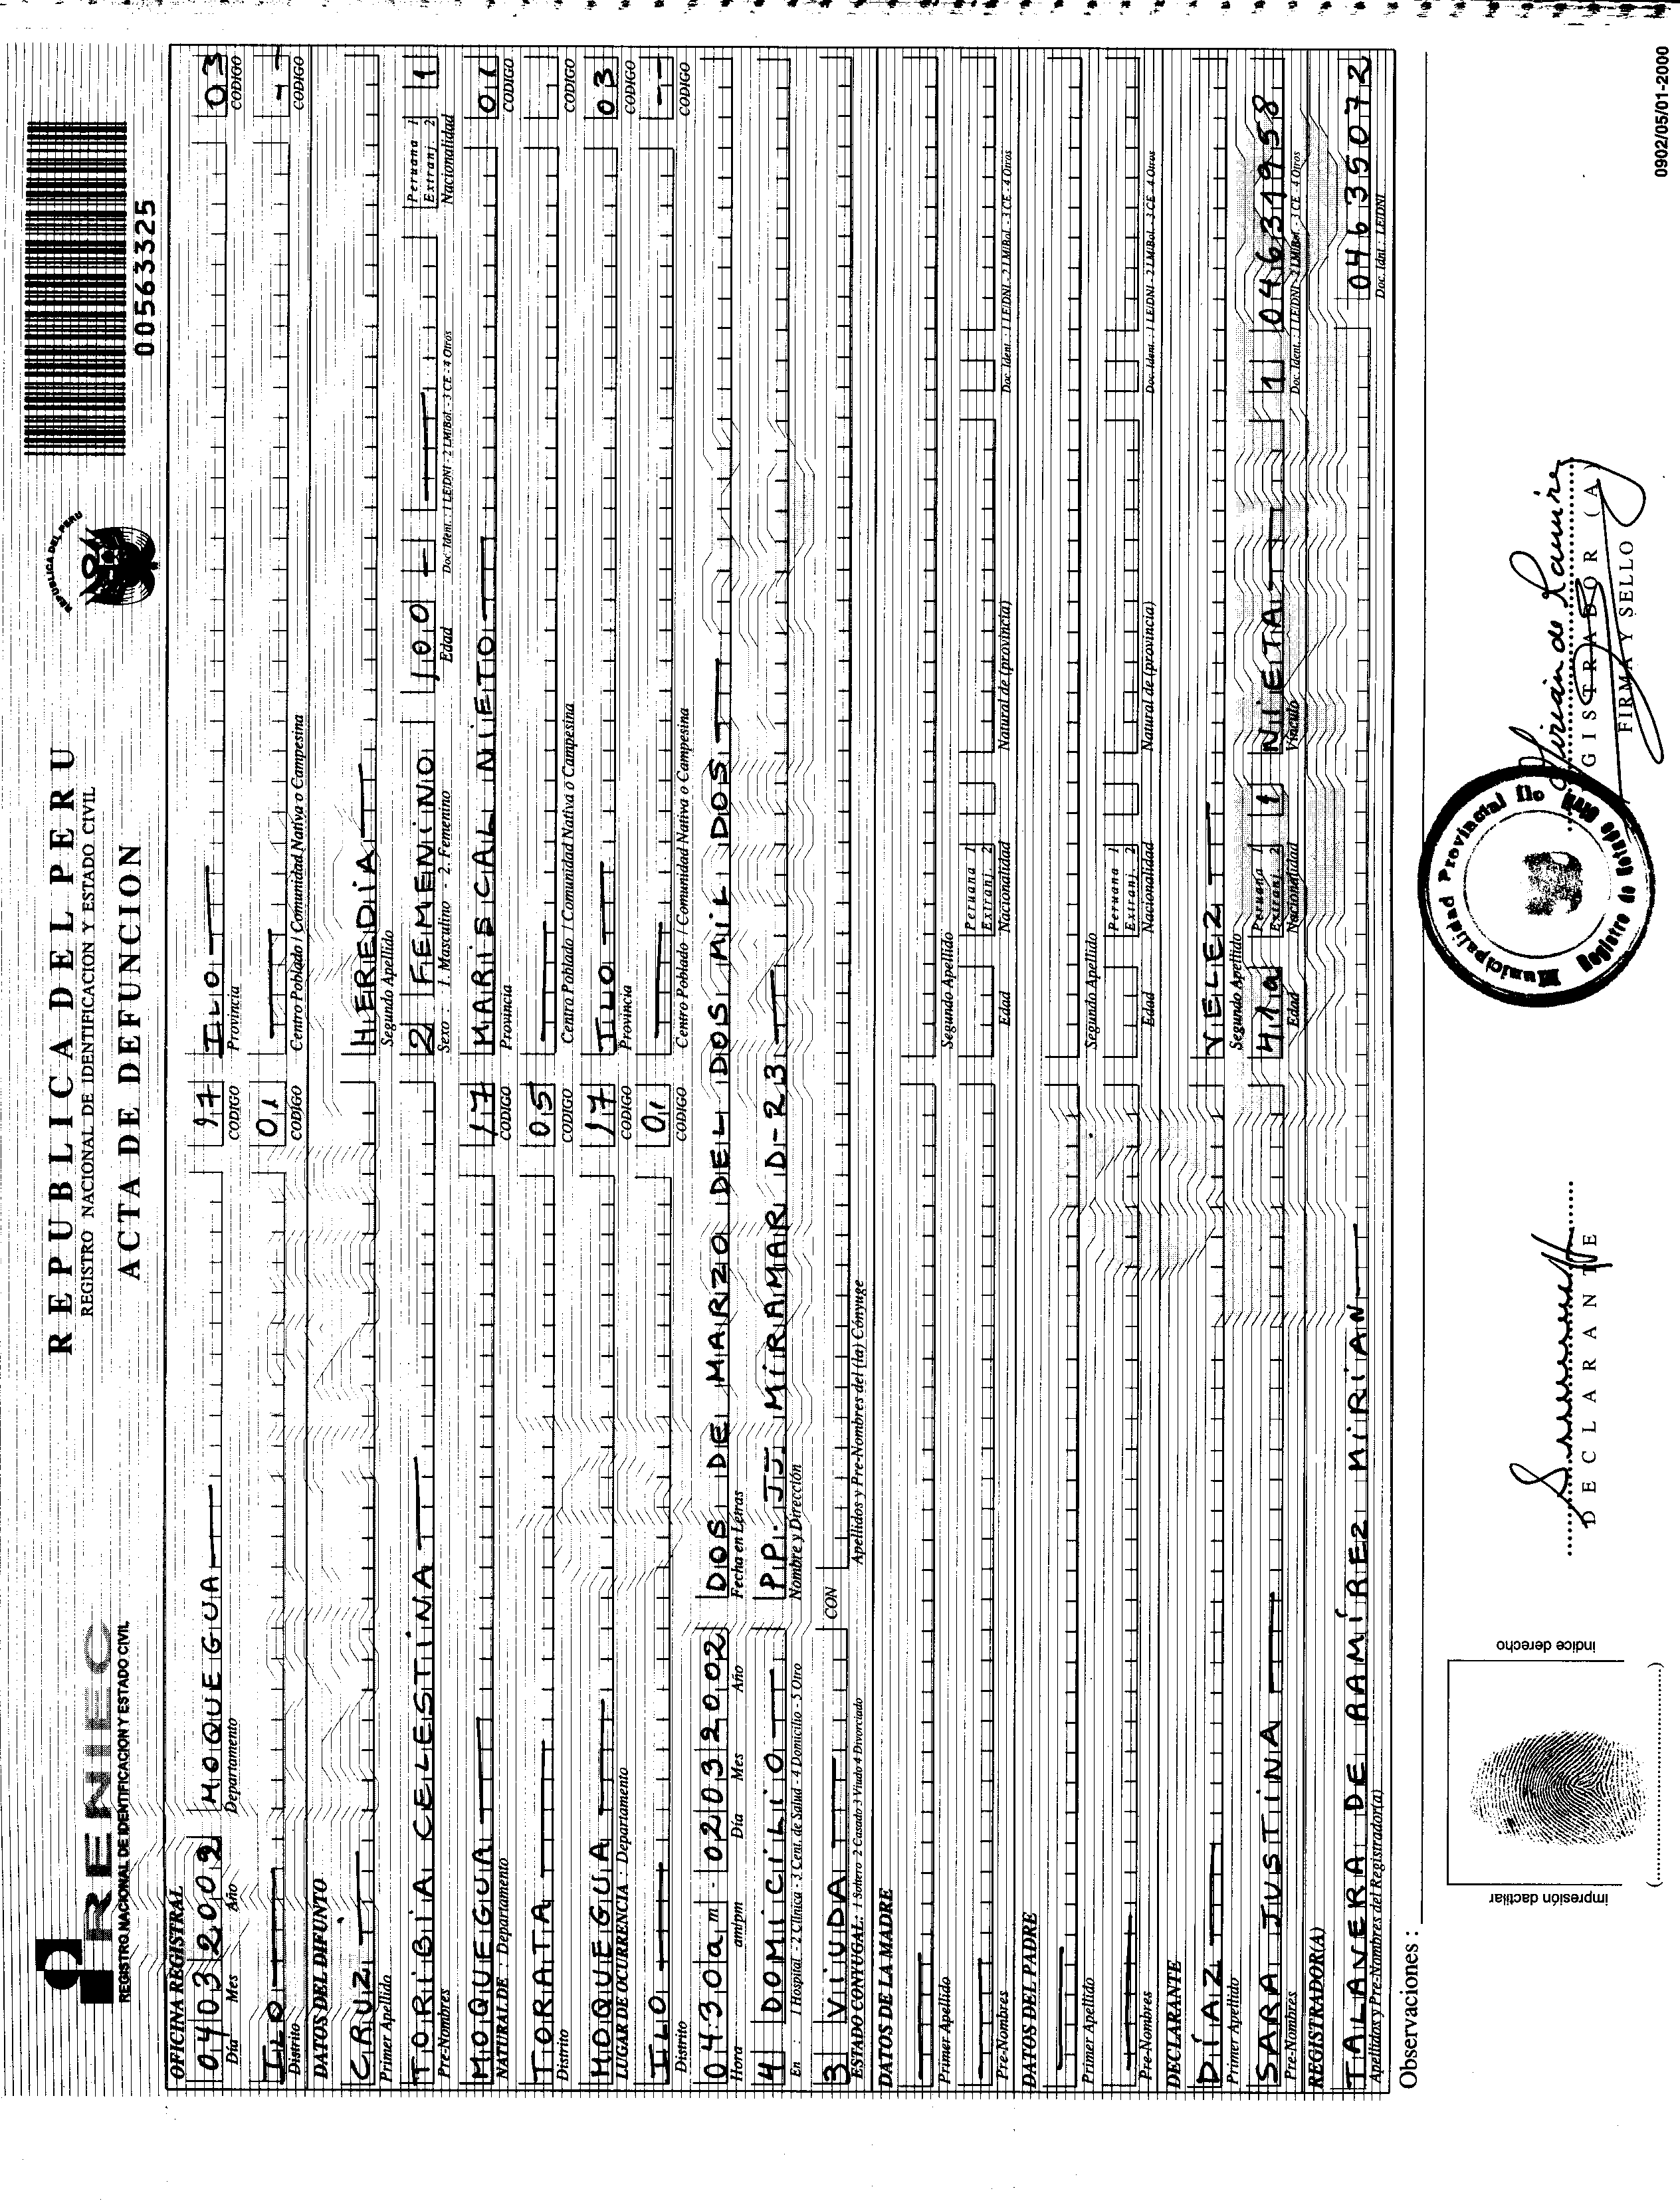 RENIEC
REGISTRO NACIONAL DE IDENTIFICACION Y ESTADO CIVIL
REPUBLICA DEL PERU
REGISTRO NACIONAL DE IDENTIFICACION Y ESTADO CIVIL
ACTA DE DEFUNCION
REPUBLICA DEL PERU
00563325
OFICINA REGISTRAL
04 03 2002 MOQUEGUA 17 ILO 03
Día Mes Año Departamento CODIGO Provincia CODIGO
ILO 01 --
Distrito CODIGO Centro Poblado / Comunidad Nativa o Campesina CODIGO
DATOS DEL DIFUNTO
CRUZ HEREDIA
Primer Apellido Segundo Apellido
TORIBIA CELESTINA 2 FEMENINO 100 - Peruana 1 Extranj. 2 1
Pre-Nombres Sexo : 1. Masculino - 2. Femenino Edad Doc. Ident. : 1 LE/DNI - 2 LM/Bol. - 3 CE - 4 Otros Nacionalidad
MOQUEGUA 17 MARISCAL NIETO 01
NATURAL DE : Departamento CODIGO Provincia CODIGO
TORATA 05
Distrito CODIGO Centro Poblado / Comunidad Nativa o Campesina CODIGO
MOQUEGUA 17 ILO 03
LUGAR DE OCURRENCIA : Departamento CODIGO Provincia CODIGO
ILO 01 --
Distrito CODIGO Centro Poblado / Comunidad Nativa o Campesina CODIGO
0430am - 02032002 DOS DE MARZO DEL DOS MIL DOS
Hora am/pm Día Mes Año Fecha en Letras
4 DOMICILIO P.P. JJ. MIRAMAR D-23
En : 1 Hospital - 2 Clínica - 3 Cent. de Salud - 4 Domicilio - 5 Otro Nombre y Dirección
3 VIUDA CON
ESTADO CONYUGAL: 1 Soltero 2 Casado 3 Viudo 4 Divorciado Apellidos y Pre-Nombres del (la) Cónyuge
DATOS DE LA MADRE
Primer Apellido Segundo Apellido
Peruana 1 Extranj. 2
Pre-Nombres Edad Nacionalidad Natural de (provincia) Doc. Ident. : 1 LE/DNI - 2 LM/Bol. - 3 CE - 4 Otros
DATOS DEL PADRE
Primer Apellido Segundo Apellido
Peruana 1 Extranj. 2
Pre-Nombres Edad Nacionalidad Natural de (provincia) Doc. Ident. : 1 LE/DNI - 2 LM/Bol. - 3 CE - 4 Otros
DECLARANTE
DÍAZ VELEZ
Primer Apellido Segundo Apellido
SARA JUSTINA 41a Peruana 1 Extranj. 2 1 NIETA 1 046319958
Pre-Nombres Edad Nacionalidad Vínculo Doc. Ident. : 1 LE/DNI - 2 LM/Bol. - 3 CE - 4 Otros
REGISTRADOR(A)
TALAVERA DE RAMÍREZ MIRIAN 04635072
Apellidos y Pre-Nombres del Registrador(a) Doc. Idnt : LE/DNI
Observaciones :
impresión dactilar
índice derecho
(..........)
DECLARANTE
Municipalidad Provincial Ilo
Registro de Estado Civil
Mirian de Ramírez
REGISTRADOR (A)
FIRMA Y SELLO
0902/05/01-2000